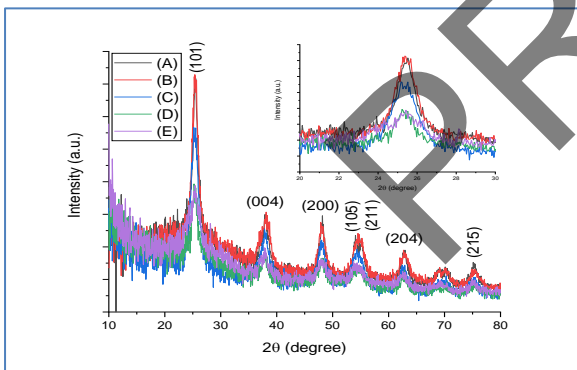 (A)
(B)
(C)
(D)
(E)
(101)
(004)
(200)
(105)
(211)
(204)
(215)
Intensity (a.u.)
10 20 30 40 50 60 70 80
2θ (degree)
Intensity (a.u.)
20 22 24 26 28 30
2θ (degree)
PR